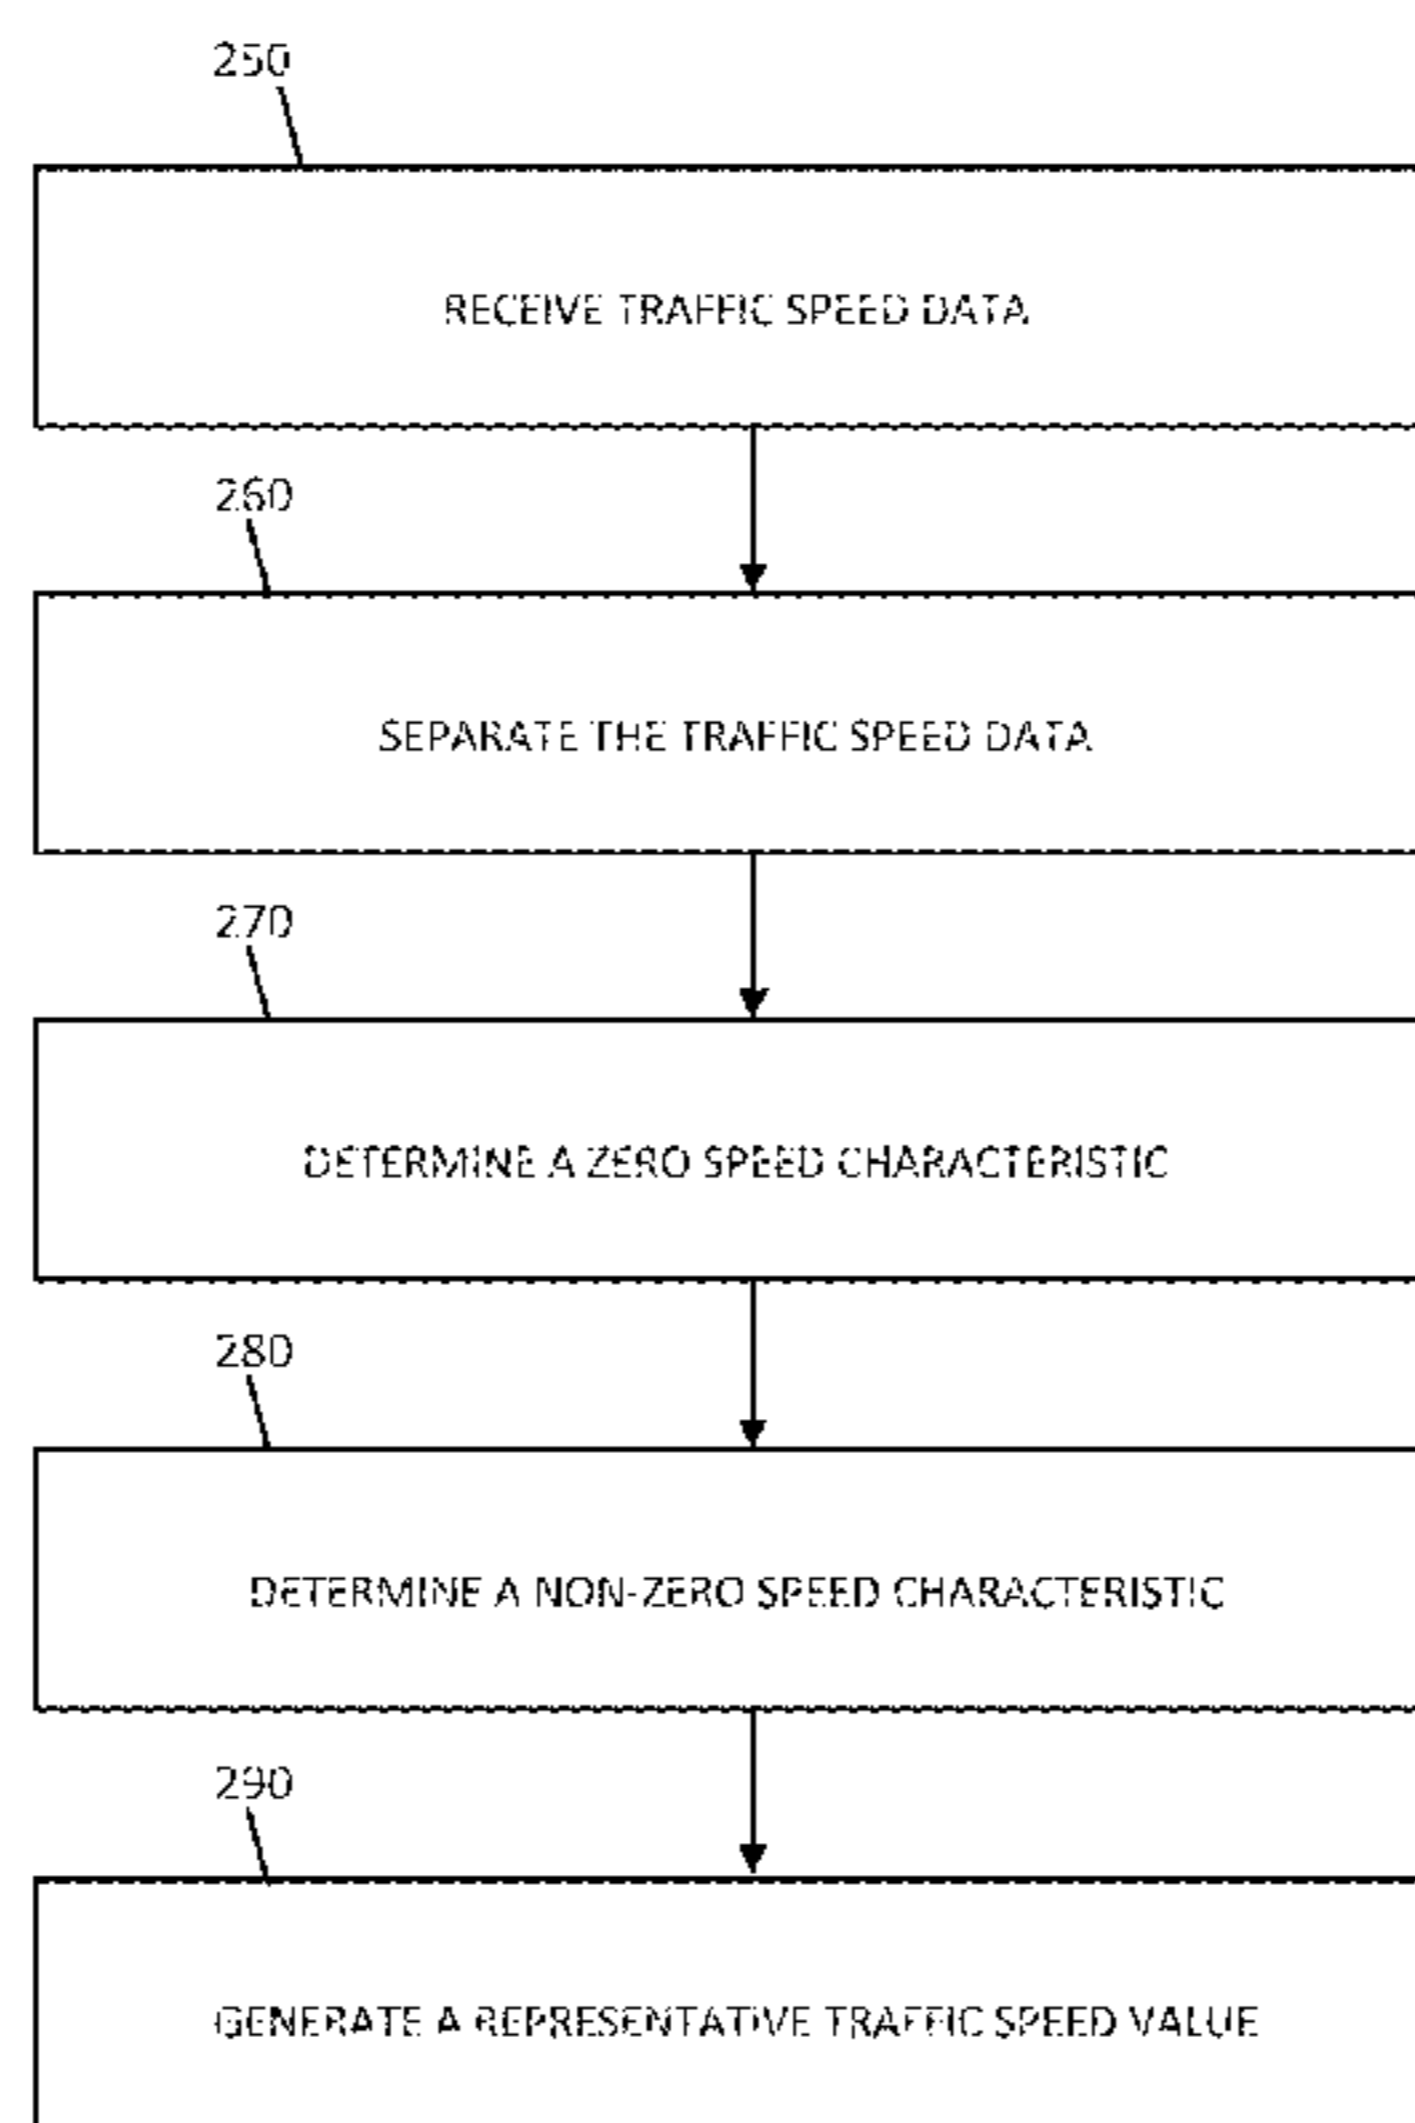 250
RECEIVE TRAFFIC SPEED DATA
260
SEPARATE THE TRAFFIC SPEED DATA
270
DETERMINE A ZERO SPEED CHARACTERISTIC
280
DETERMINE A NON-ZERO SPEED CHARACTERISTIC
290
GENERATE A REPRESENTATIVE TRAFFIC SPEED VALUE